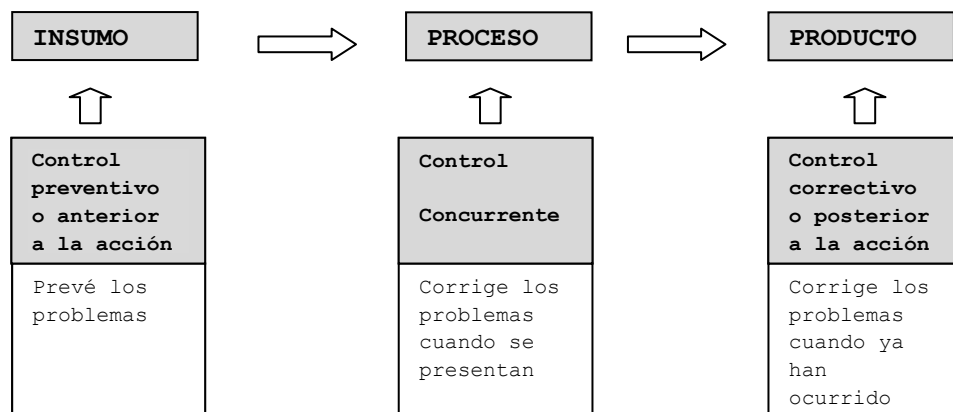 INSUMO
PROCESO
PRODUCTO
Control
preventivo
o anterior
a la acción
Prevé los
problemas
Control
Concurrente
Corrige los
problemas
cuando se
presentan
Control
correctivo
o posterior
a la acción
Corrige los
problemas
cuando ya
han
ocurrido